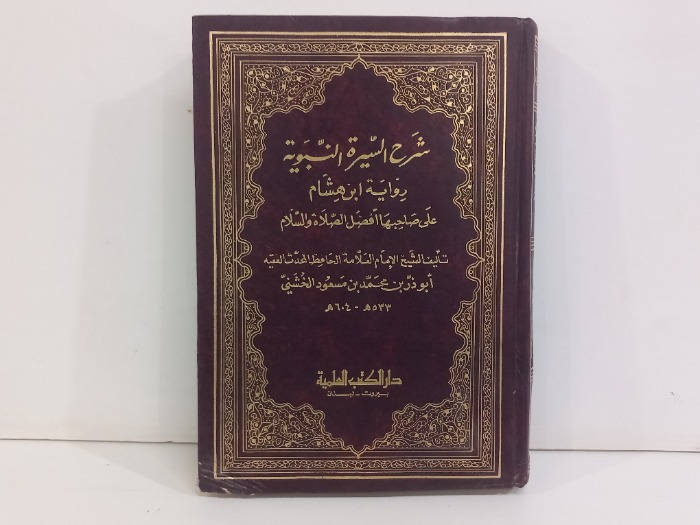 شرح السيرة النبوية
رواية ابن هشام
على صاحبها أفضل الصلاة والسلام
تأليف الشيخ الإمام العلامة الحافظ المحدث الفقيه
أبو ذر بن محمد بن مسعود الخشني
٥٣٣هـ - ٦٠٤هـ
دار الكتب العلمية
بيروت - لبنان